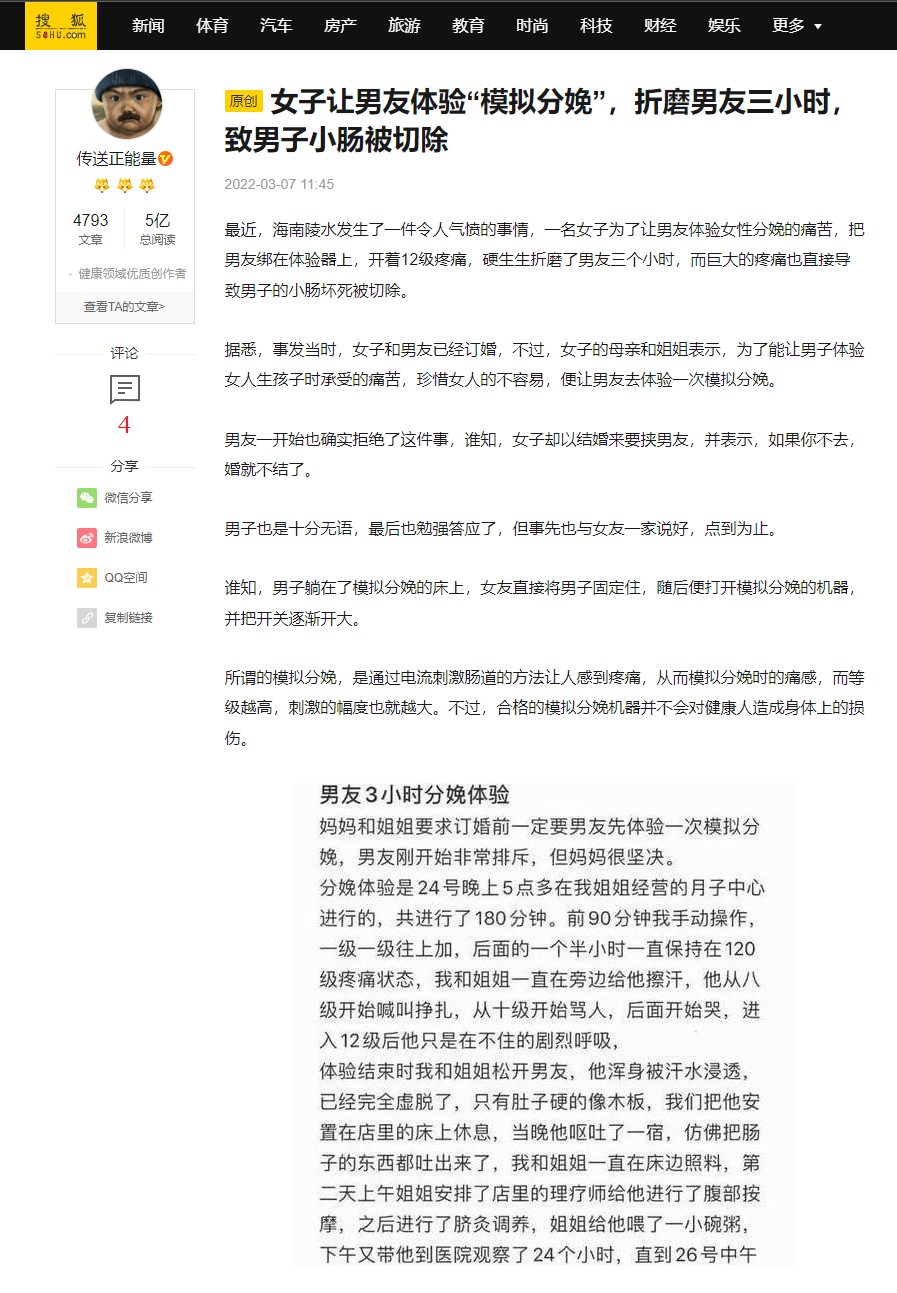 搜 狐
SOHU.com
新闻 体育 汽车 房产 旅游 教育 时尚 科技 财经 娱乐 更多
传送正能量
4793
文章
5亿
总阅读
健康领域优质创作者
查看TA的文章>
评论
4
分享
微信分享
新浪微博
QQ空间
复制链接
原创 女子让男友体验“模拟分娩”，折磨男友三小时，
致男子小肠被切除
2022-03-07 11:45
最近，海南陵水发生了一件令人气愤的事情，一名女子为了让男友体验女性分娩的痛苦，把
男友绑在体验器上，开着12级疼痛，硬生生折磨了男友三个小时，而巨大的疼痛也直接导
致男子的小肠坏死被切除。
据悉，事发当时，女子和男友已经订婚，不过，女子的母亲和姐姐表示，为了能让男子体验
女人生孩子时承受的痛苦，珍惜女人的不容易，便让男友去体验一次模拟分娩。
男友一开始也确实拒绝了这件事，谁知，女子却以结婚来要挟男友，并表示，如果你不去，
婚就不结了。
男子也是十分无语，最后也勉强答应了，但事先也与女友一家说好，点到为止。
谁知，男子躺在了模拟分娩的床上，女友直接将男子固定住，随后便打开模拟分娩的机器，
并把开关逐渐开大。
所谓的模拟分娩，是通过电流刺激肠道的方法让人感到疼痛，从而模拟分娩时的痛感，而等
级越高，刺激的幅度也就越大。不过，合格的模拟分娩机器并不会对健康人造成身体上的损
伤。
男友3小时分娩体验
妈妈和姐姐要求订婚前一定要男友先体验一次模拟分
娩，男友刚开始非常排斥，但妈妈很坚决。
分娩体验是24号晚上5点多在我姐姐经营的月子中心
进行的，共进行了180分钟。前90分钟我手动操作，
一级一级往上加，后面的一个半小时一直保持在120
级疼痛状态，我和姐姐一直在旁边给他擦汗，他从八
级开始喊叫挣扎，从十级开始骂人，后面开始哭，进
入12级后他只是在不住的剧烈呼吸，
体验结束时我和姐姐松开男友，他浑身被汗水浸透，
已经完全虚脱了，只有肚子硬的像木板，我们把他安
置在店里的床上休息，当晚他呕吐了一宿，仿佛把肠
子的东西都吐出来了，我和姐姐一直在床边照料，第
二天上午姐姐安排了店里的理疗师给他进行了腹部按
摩，之后进行了脐灸调养，姐姐给他喂了一小碗粥，
下午又带他到医院观察了24个小时，直到26号中午